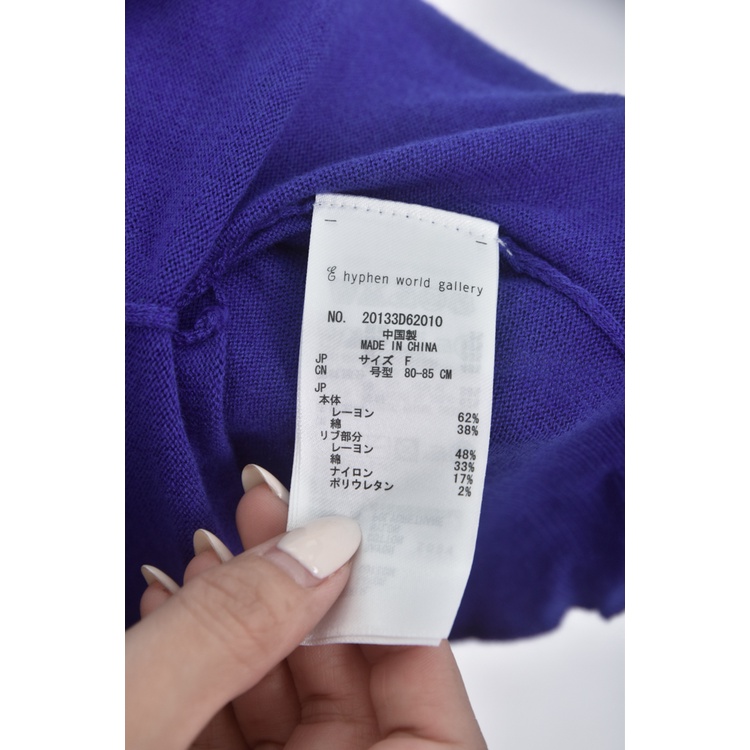 E hyphen world gallery
NO. 20133D62010
中国製
MADE IN CHINA
JP サイズ F
CN 号型 80-85 CM
JP
本体
レーヨン 62%
綿 38%
リブ部分
レーヨン 48%
綿 33%
ナイロン 17%
ポリウレタン 2%